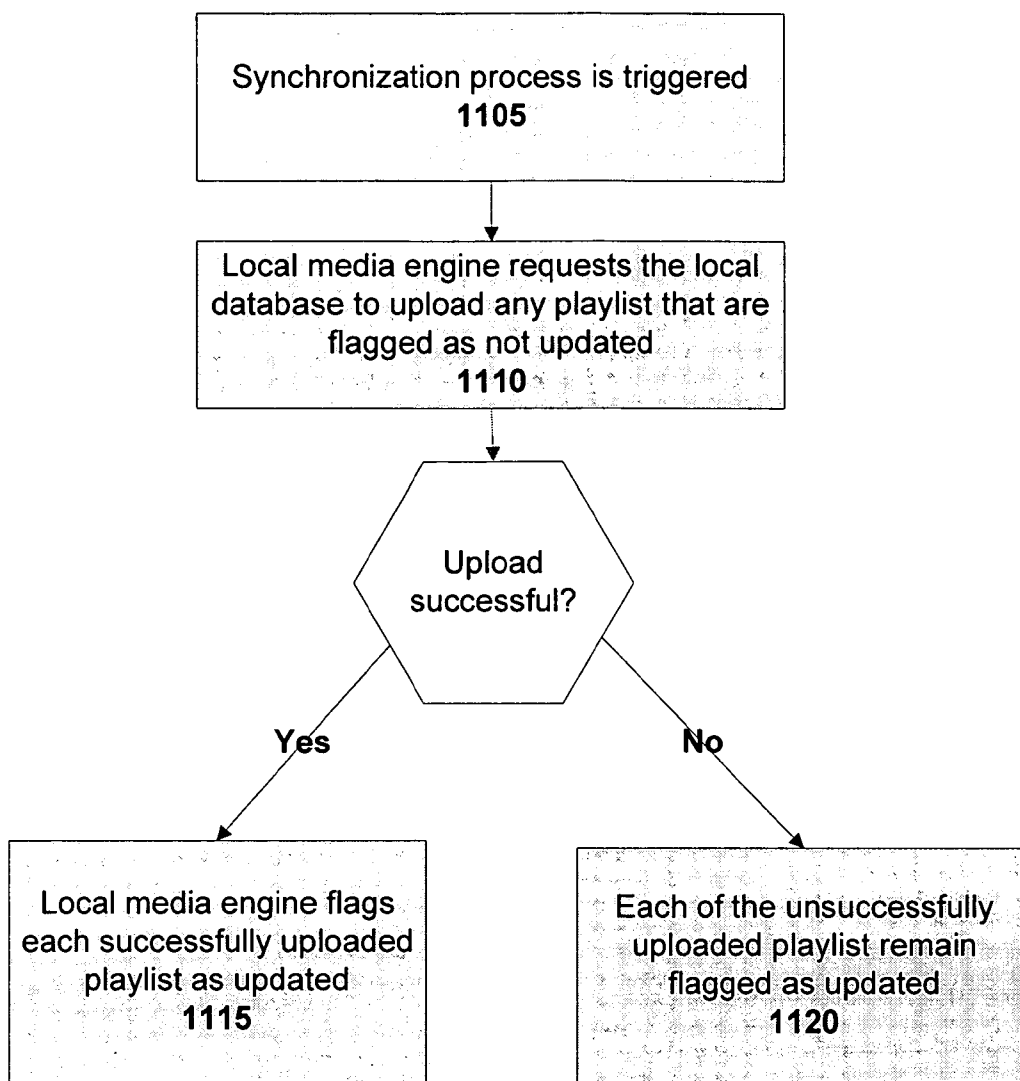 Synchronization process is triggered
1105
Local media engine requests the local
database to upload any playlist that are
flagged as not updated
1110
Upload
successful?
Yes
No
Local media engine flags
each successfully uploaded
playlist as updated
1115
Each of the unsuccessfully
uploaded playlist remain
flagged as updated
1120